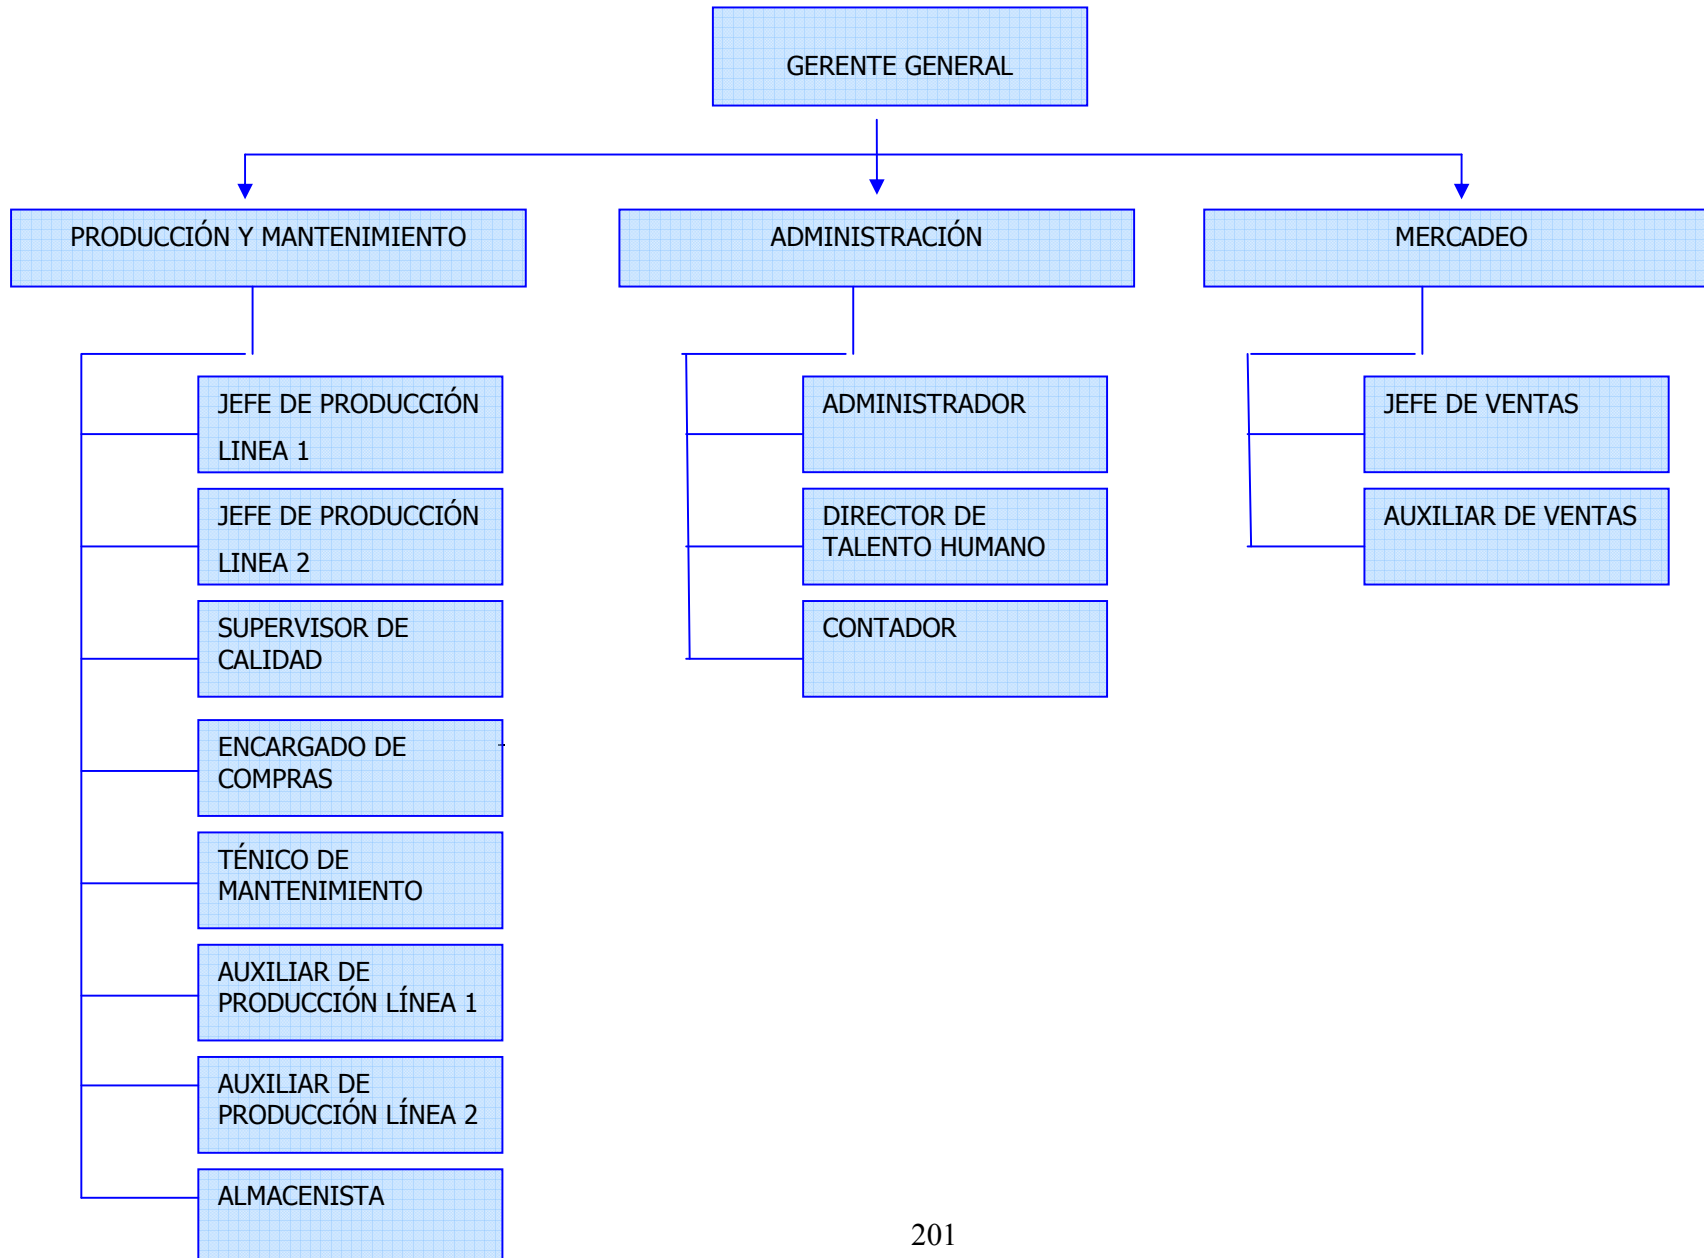 GERENTE GENERAL
PRODUCCIÓN Y MANTENIMIENTO
ADMINISTRACIÓN
MERCADEO
JEFE DE PRODUCCIÓN
LINEA 1
JEFE DE PRODUCCIÓN
LINEA 2
SUPERVISOR DE
CALIDAD
ENCARGADO DE
COMPRAS
TÉNICO DE
MANTENIMIENTO
AUXILIAR DE
PRODUCCIÓN LÍNEA 1
AUXILIAR DE
PRODUCCIÓN LÍNEA 2
ALMACENISTA
ADMINISTRADOR
DIRECTOR DE
TALENTO HUMANO
CONTADOR
JEFE DE VENTAS
AUXILIAR DE VENTAS
201